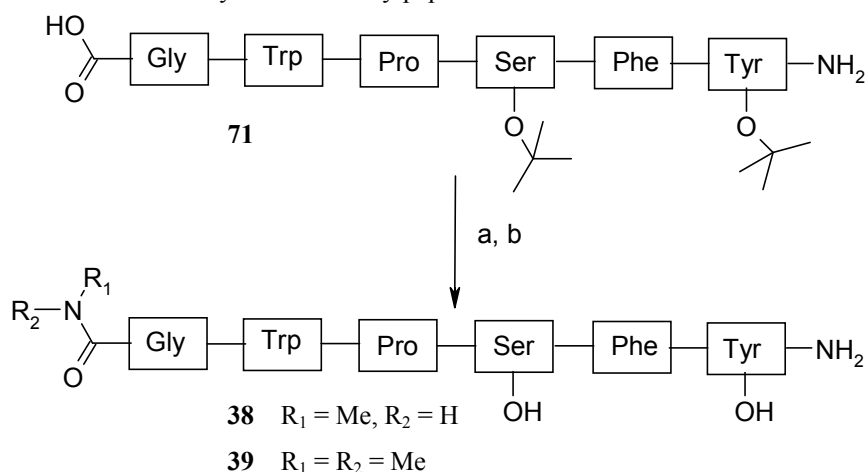 HO
O
Gly Trp Pro Ser Phe Tyr NH2
O O
71
a, b
R1
R2 N
O
Gly Trp Pro Ser Phe Tyr NH2
OH OH
38 R1 = Me, R2 = H
39 R1 = R2 = Me